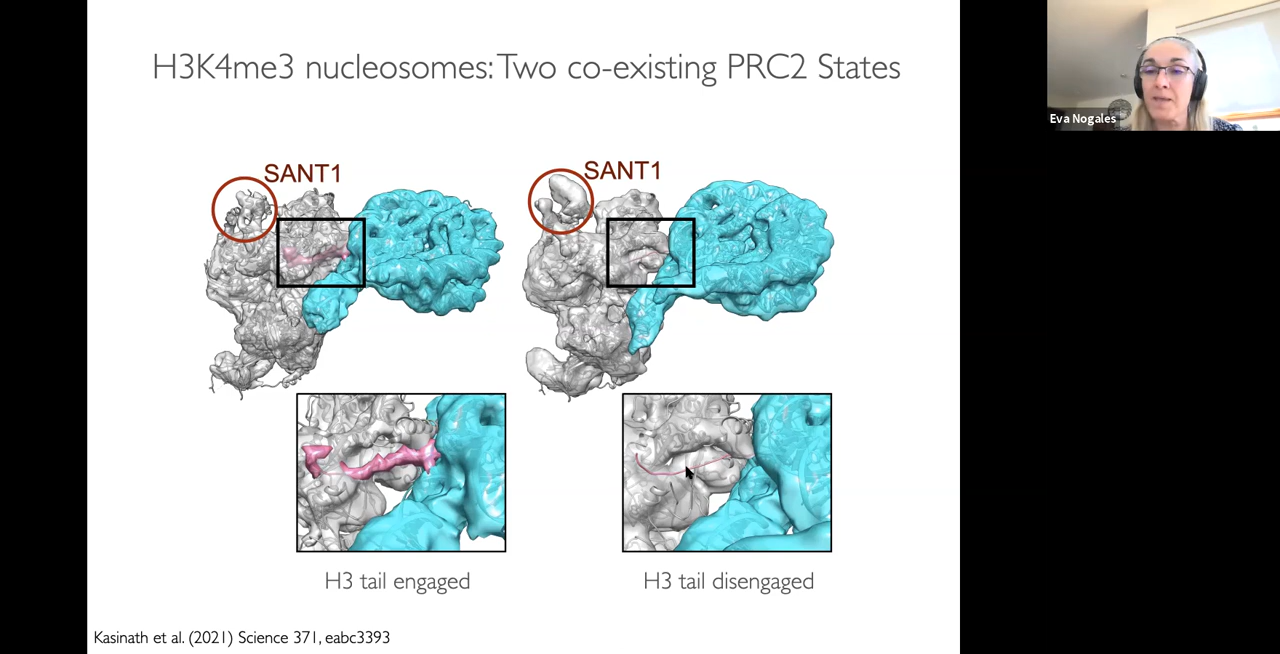 H3K4me3 nucleosomes: Two co-existing PRC2 States
Eva Nogales
SANT1
SANT1
H3 tail engaged
H3 tail disengaged
Kasinath et al. (2021) Science 371, eabc3393